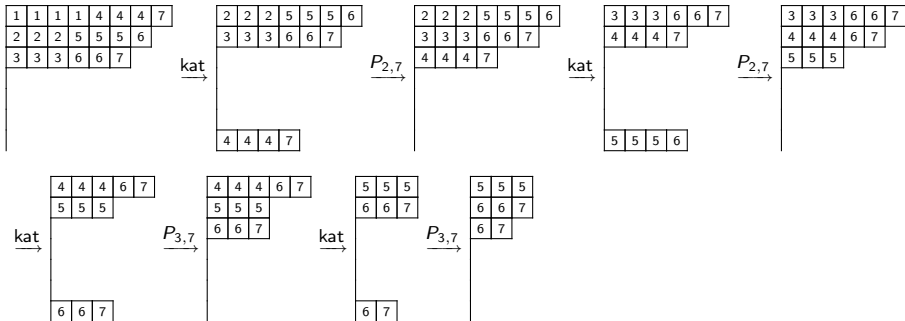 1 1 1 1 4 4 4 7 2 2 2 5 5 5 6 2 2 2 5 5 5 6 3 3 3 6 6 7 3 3 3 6 6 7
2 2 2 5 5 5 6 3 3 3 6 6 7 3 3 3 6 6 7 4 4 4 7 4 4 4 6 7
3 3 3 6 6 7 4 4 4 7 5 5 5
kat → P2,7 → kat → P2,7 →
4 4 4 7 5 5 5 6
4 4 4 6 7 4 4 4 6 7 5 5 5 5 5 5
5 5 5 5 5 5 6 6 7 6 6 7
6 6 7 6 7
kat → P3,7 → kat → P3,7 →
6 6 7 6 7